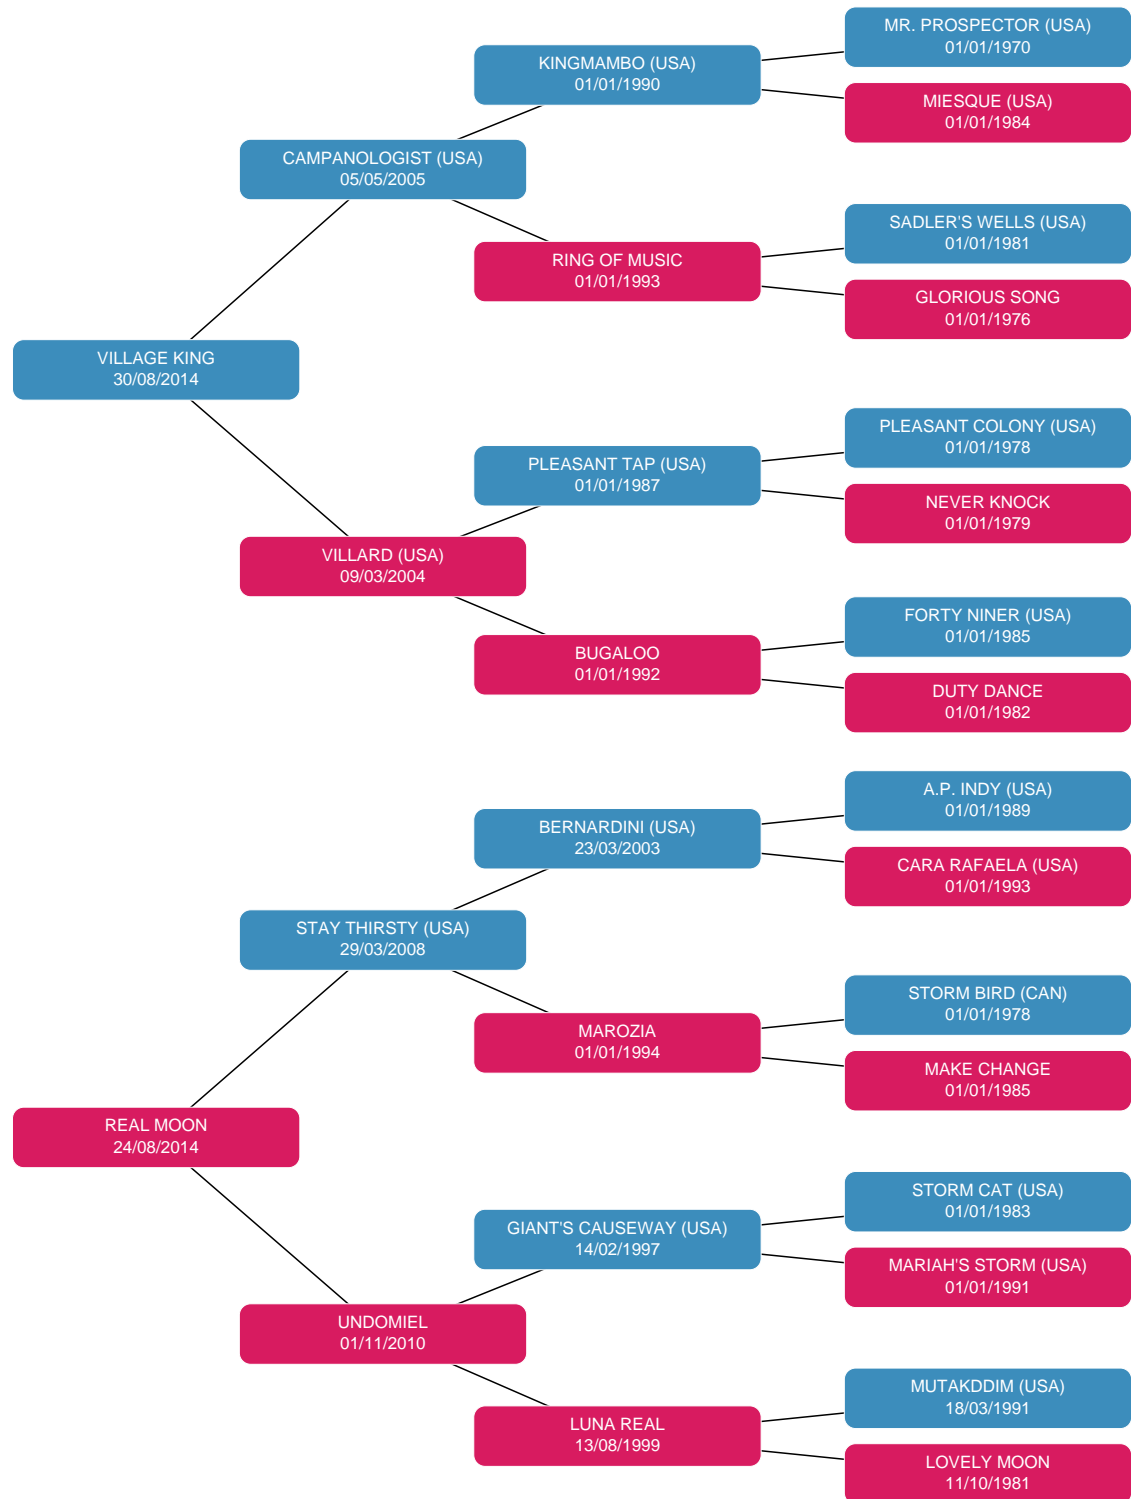 MR. PROSPECTOR (USA)
01/01/1970
KINGMAMBO (USA)
01/01/1990
MIESQUE (USA)
01/01/1984
CAMPANOLOGIST (USA)
05/05/2005
SADLER'S WELLS (USA)
01/01/1981
RING OF MUSIC
01/01/1993
GLORIOUS SONG
01/01/1976
VILLAGE KING
30/08/2014
PLEASANT COLONY (USA)
01/01/1978
PLEASANT TAP (USA)
01/01/1987
NEVER KNOCK
01/01/1979
VILLARD (USA)
09/03/2004
FORTY NINER (USA)
01/01/1985
BUGALOO
01/01/1992
DUTY DANCE
01/01/1982
A.P. INDY (USA)
01/01/1989
BERNARDINI (USA)
23/03/2003
CARA RAFAELA (USA)
01/01/1993
STAY THIRSTY (USA)
29/03/2008
STORM BIRD (CAN)
01/01/1978
MAROZIA
01/01/1994
MAKE CHANGE
01/01/1985
REAL MOON
24/08/2014
STORM CAT (USA)
01/01/1983
GIANT'S CAUSEWAY (USA)
14/02/1997
MARIAH'S STORM (USA)
01/01/1991
UNDOMIEL
01/11/2010
MUTAKDDIM (USA)
18/03/1991
LUNA REAL
13/08/1999
LOVELY MOON
11/10/1981